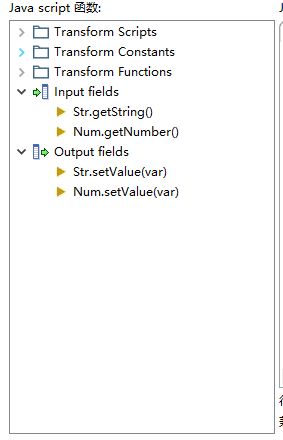 Java script 函数:
Transform Scripts
Transform Constants
Transform Functions
Input fields
Str.getString()
Num.getNumber()
Output fields
Str.setValue(var)
Num.setValue(var)